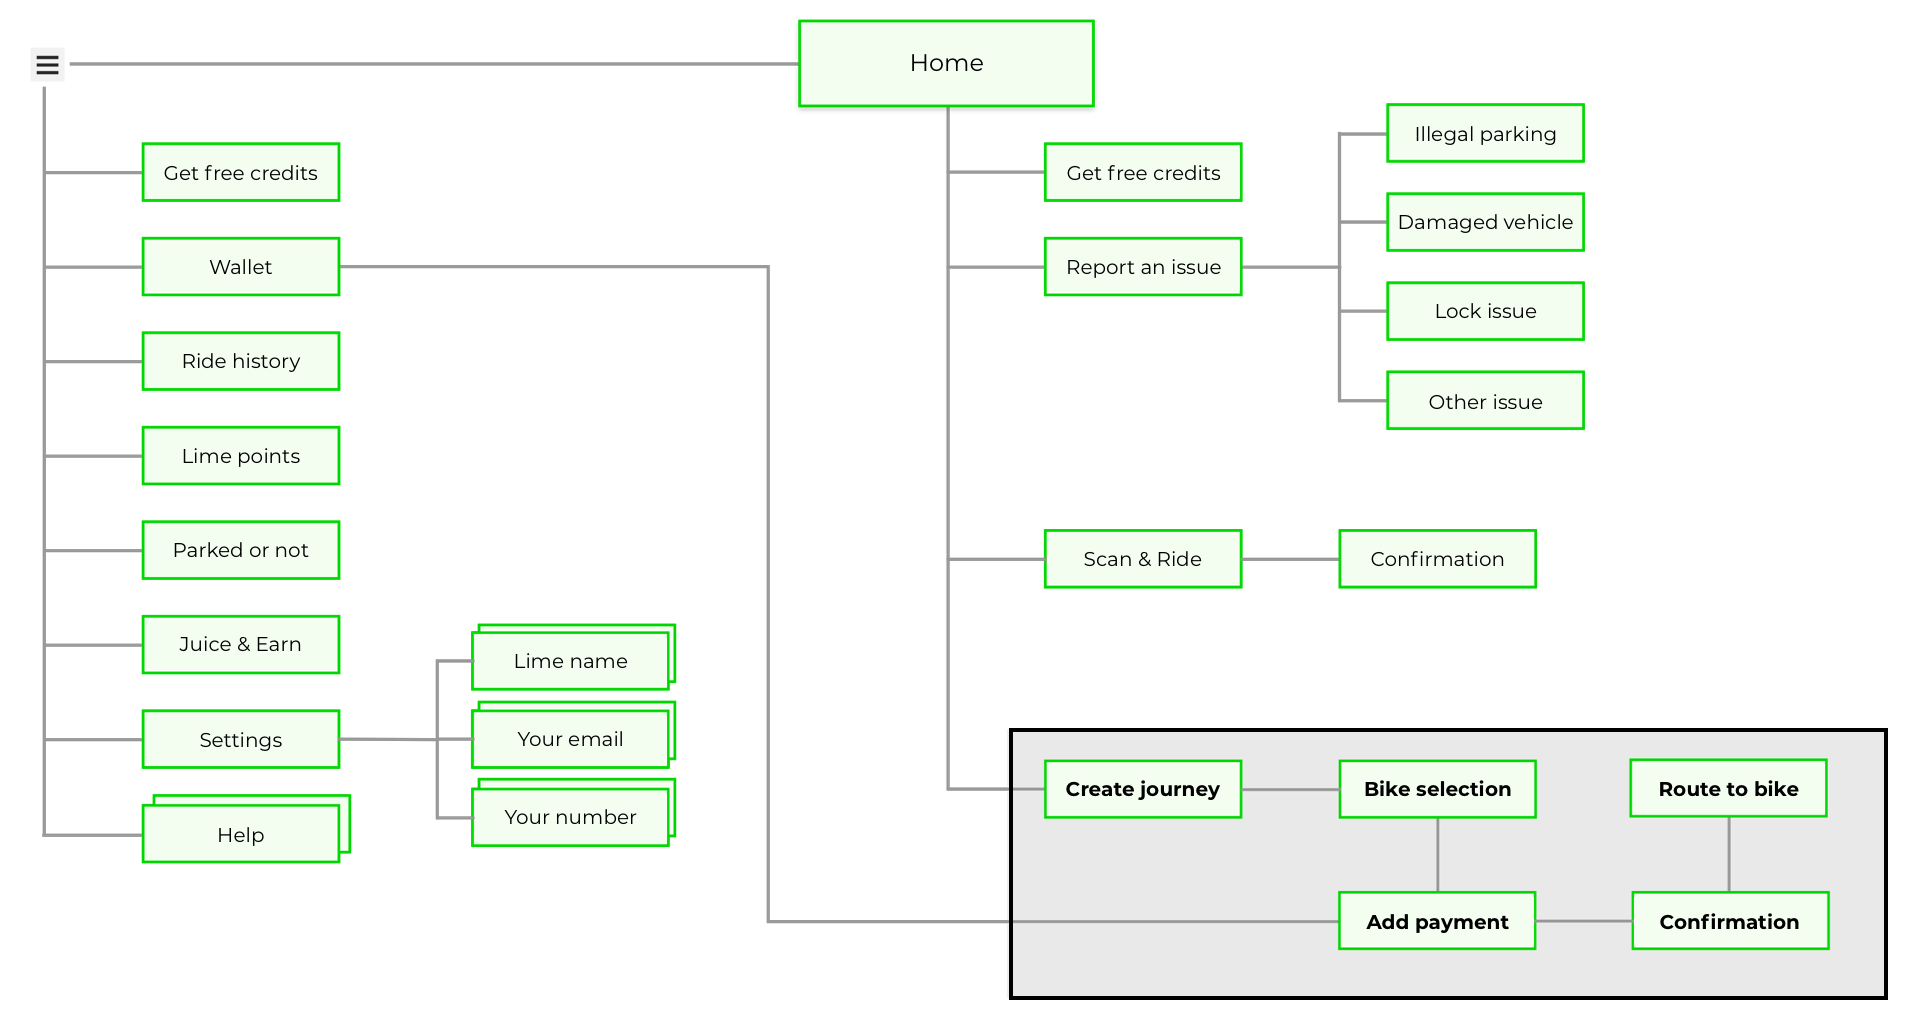 Home
Get free credits
Wallet
Ride history
Lime points
Parked or not
Juice & Earn
Settings
Help
Lime name
Your email
Your number
Get free credits
Report an issue
Illegal parking
Damaged vehicle
Lock issue
Other issue
Scan & Ride
Confirmation
Create journey
Bike selection
Route to bike
Add payment
Confirmation